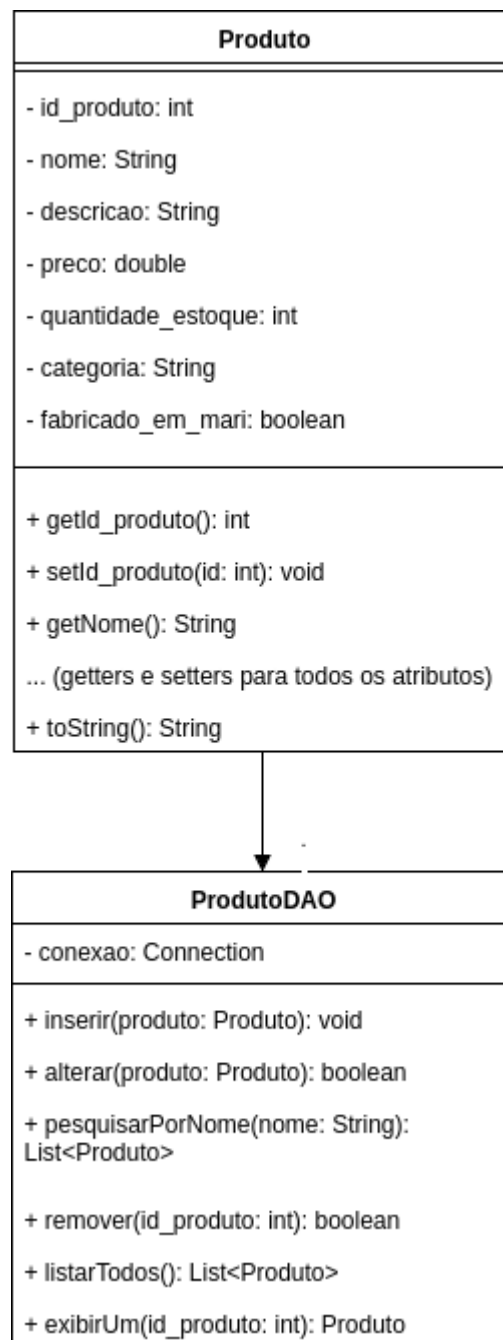 Produto
- id_produto: int
- nome: String
- descricao: String
- preco: double
- quantidade_estoque: int
- categoria: String
- fabricado_em_mari: boolean
+ getId_produto(): int
+ setId_produto(id: int): void
+ getNome(): String
... (getters e setters para todos os atributos)
+ toString(): String
ProdutoDAO
- conexao: Connection
+ inserir(produto: Produto): void
+ alterar(produto: Produto): boolean
+ pesquisarPorNome(nome: String):
List<Produto>
+ remover(id_produto: int): boolean
+ listarTodos(): List<Produto>
+ exibirUm(id_produto: int): Produto